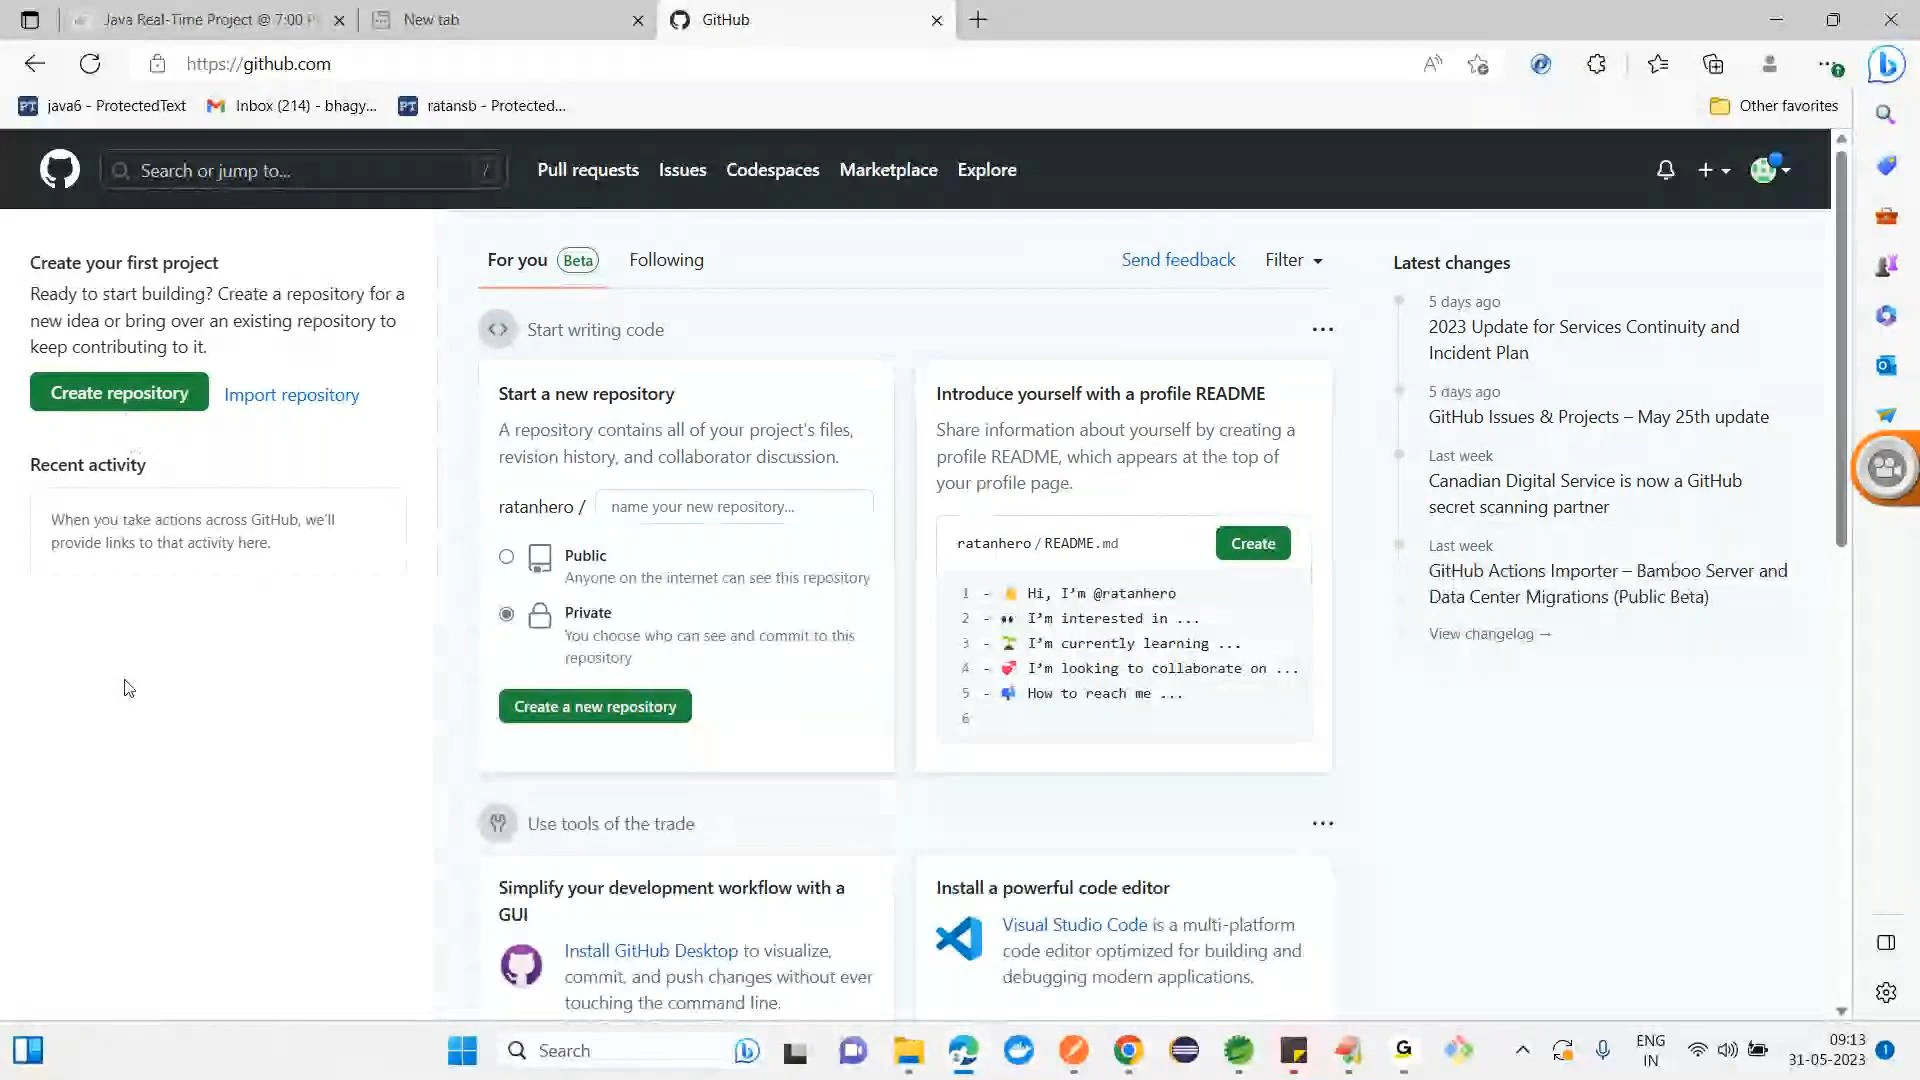 Java Real-Time Project @ 7:00 P
New tab
GitHub
https://github.com
java6 - ProtectedText
Inbox (214) - bhagy...
ratansb - Protected...
Other favorites
Search or jump to...
/
Pull requests
Issues
Codespaces
Marketplace
Explore
Create your first project
Ready to start building? Create a repository for a
new idea or bring over an existing repository to
keep contributing to it.
Create repository
Import repository
Recent activity
When you take actions across GitHub, we'll
provide links to that activity here.
For you Beta
Following
Send feedback
Filter
Start writing code
Start a new repository
A repository contains all of your project's files,
revision history, and collaborator discussion.
ratanhero / name your new repository...
Public
Anyone on the internet can see this repository
Private
You choose who can see and commit to this
repository
Create a new repository
Introduce yourself with a profile README
Share information about yourself by creating a
profile README, which appears at the top of
your profile page.
ratanhero / README.md
Create
1 - 👋 Hi, I'm @ratanhero
2 - 👀 I'm interested in ...
3 - 🌱 I'm currently learning ...
4 - 💞️ I'm looking to collaborate on ...
5 - 📫 How to reach me ...
6
Use tools of the trade
Simplify your development workflow with a
GUI
Install GitHub Desktop to visualize,
commit, and push changes without ever
touching the command line.
Install a powerful code editor
Visual Studio Code is a multi-platform
code editor optimized for building and
debugging modern applications.
Latest changes
5 days ago
2023 Update for Services Continuity and
Incident Plan
5 days ago
GitHub Issues & Projects – May 25th update
Last week
Canadian Digital Service is now a GitHub
secret scanning partner
Last week
GitHub Actions Importer – Bamboo Server and
Data Center Migrations (Public Beta)
View changelog →
Search
ENG
IN
09:13
31-05-2023
1